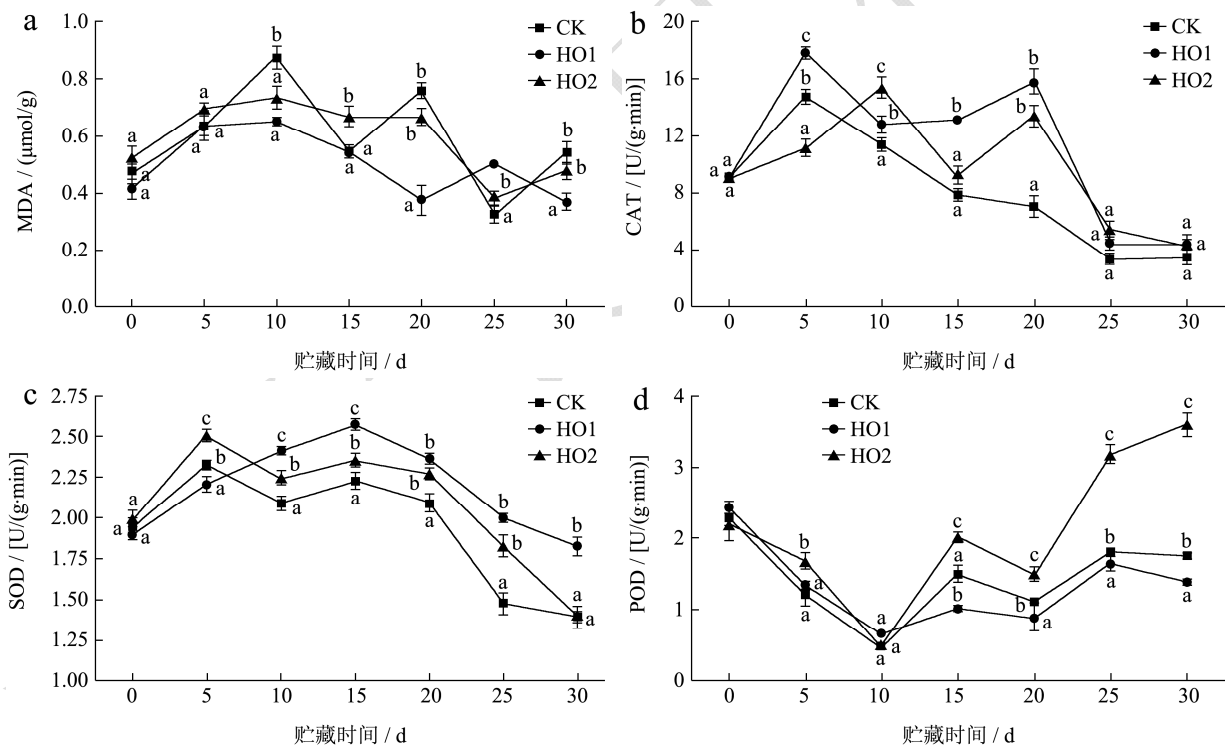 a
MDA / (μmol/g)
1.0
0.8
0.6
0.4
0.2
0.0
CK
HO1
HO2
b
a
b
b
a
b
a
a
a
b
a
a
b
b
a
a
a
a
a
a
a
a
0 5 10 15 20 25 30
贮藏时间 / d
b
CAT / [U/(g·min)]
20
16
12
8
4
0
CK
HO1
HO2
c
b
c
b
b
b
b
a
a
a
a
a
a
a
a
a
a
a
a
a
0 5 10 15 20 25 30
贮藏时间 / d
c
SOD / [U/(g·min)]
2.75
2.50
2.25
2.00
1.75
1.50
1.25
1.00
CK
HO1
HO2
c
c
c
b
b
b
b
b
b
b
b
a
a
a
a
a
a
a
a
a
0 5 10 15 20 25 30
贮藏时间 / d
d
POD / [U/(g·min)]
4
3
2
1
0
CK
HO1
HO2
c
c
c
c
b
b
b
a
a
a
b
a
b
a
a
a
a
a
0 5 10 15 20 25 30
贮藏时间 / d